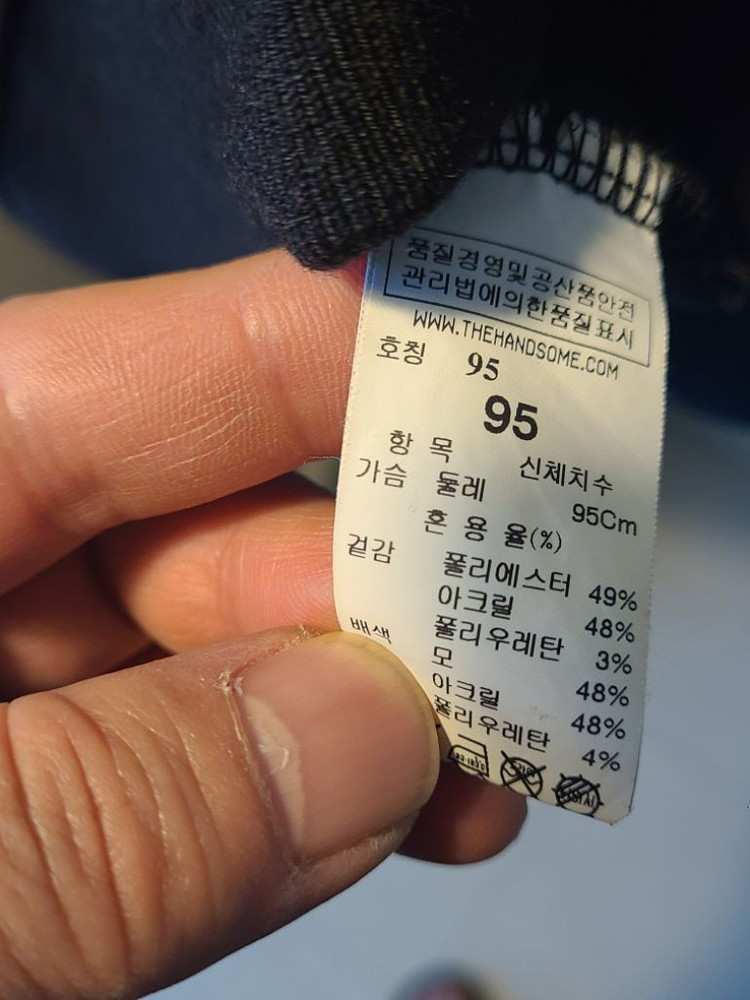 품질경영및공산품안전
관리법에의한품질표시
WWW.THEHANDSOME.COM
호칭 95
95
항 목 신체치수
가슴 둘레 95Cm
혼 용 율(%)
겉감 폴리에스터 49%
아크릴 48%
폴리우레탄 3%
배색 모 48%
아크릴 48%
폴리우레탄 4%